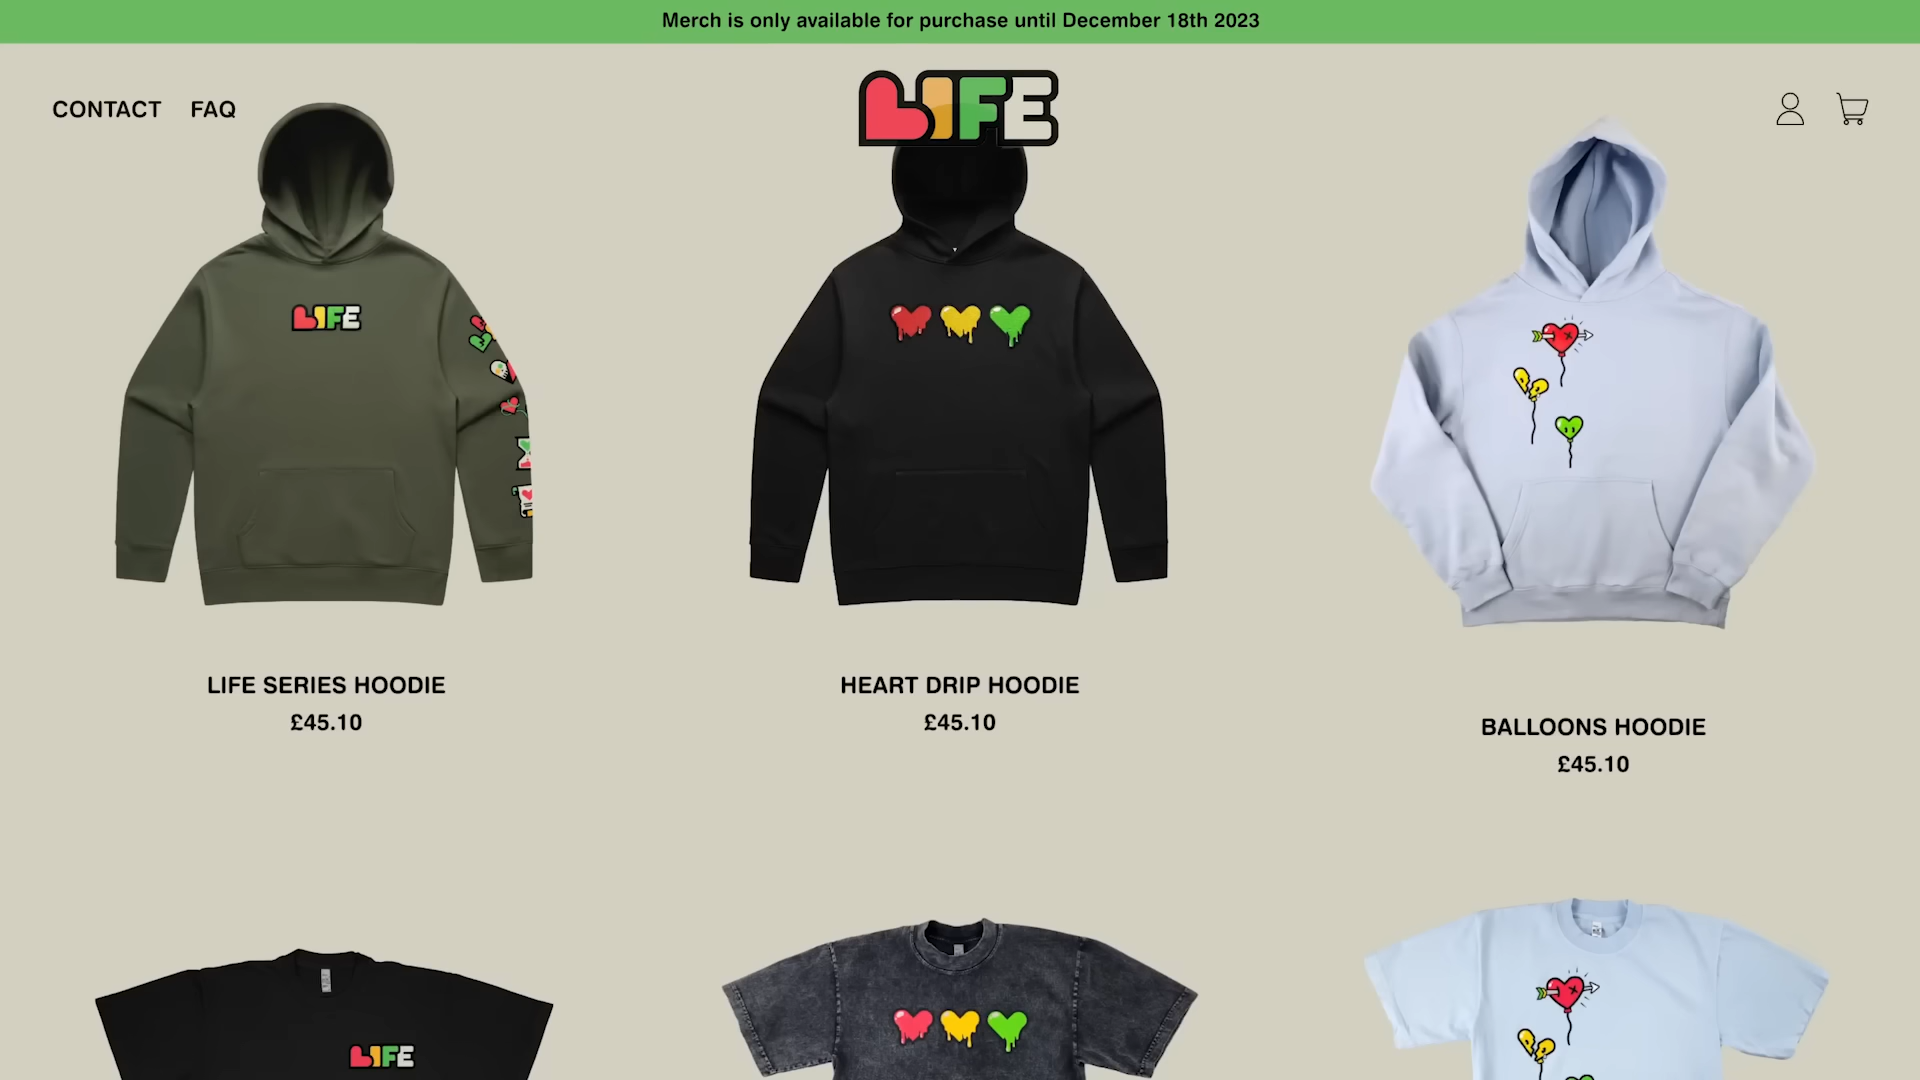 Merch is only available for purchase until December 18th 2023
CONTACT
FAQ
LIFE
LIFE
LIFE SERIES HOODIE
£45.10
HEART DRIP HOODIE
£45.10
BALLOONS HOODIE
£45.10
LIFE